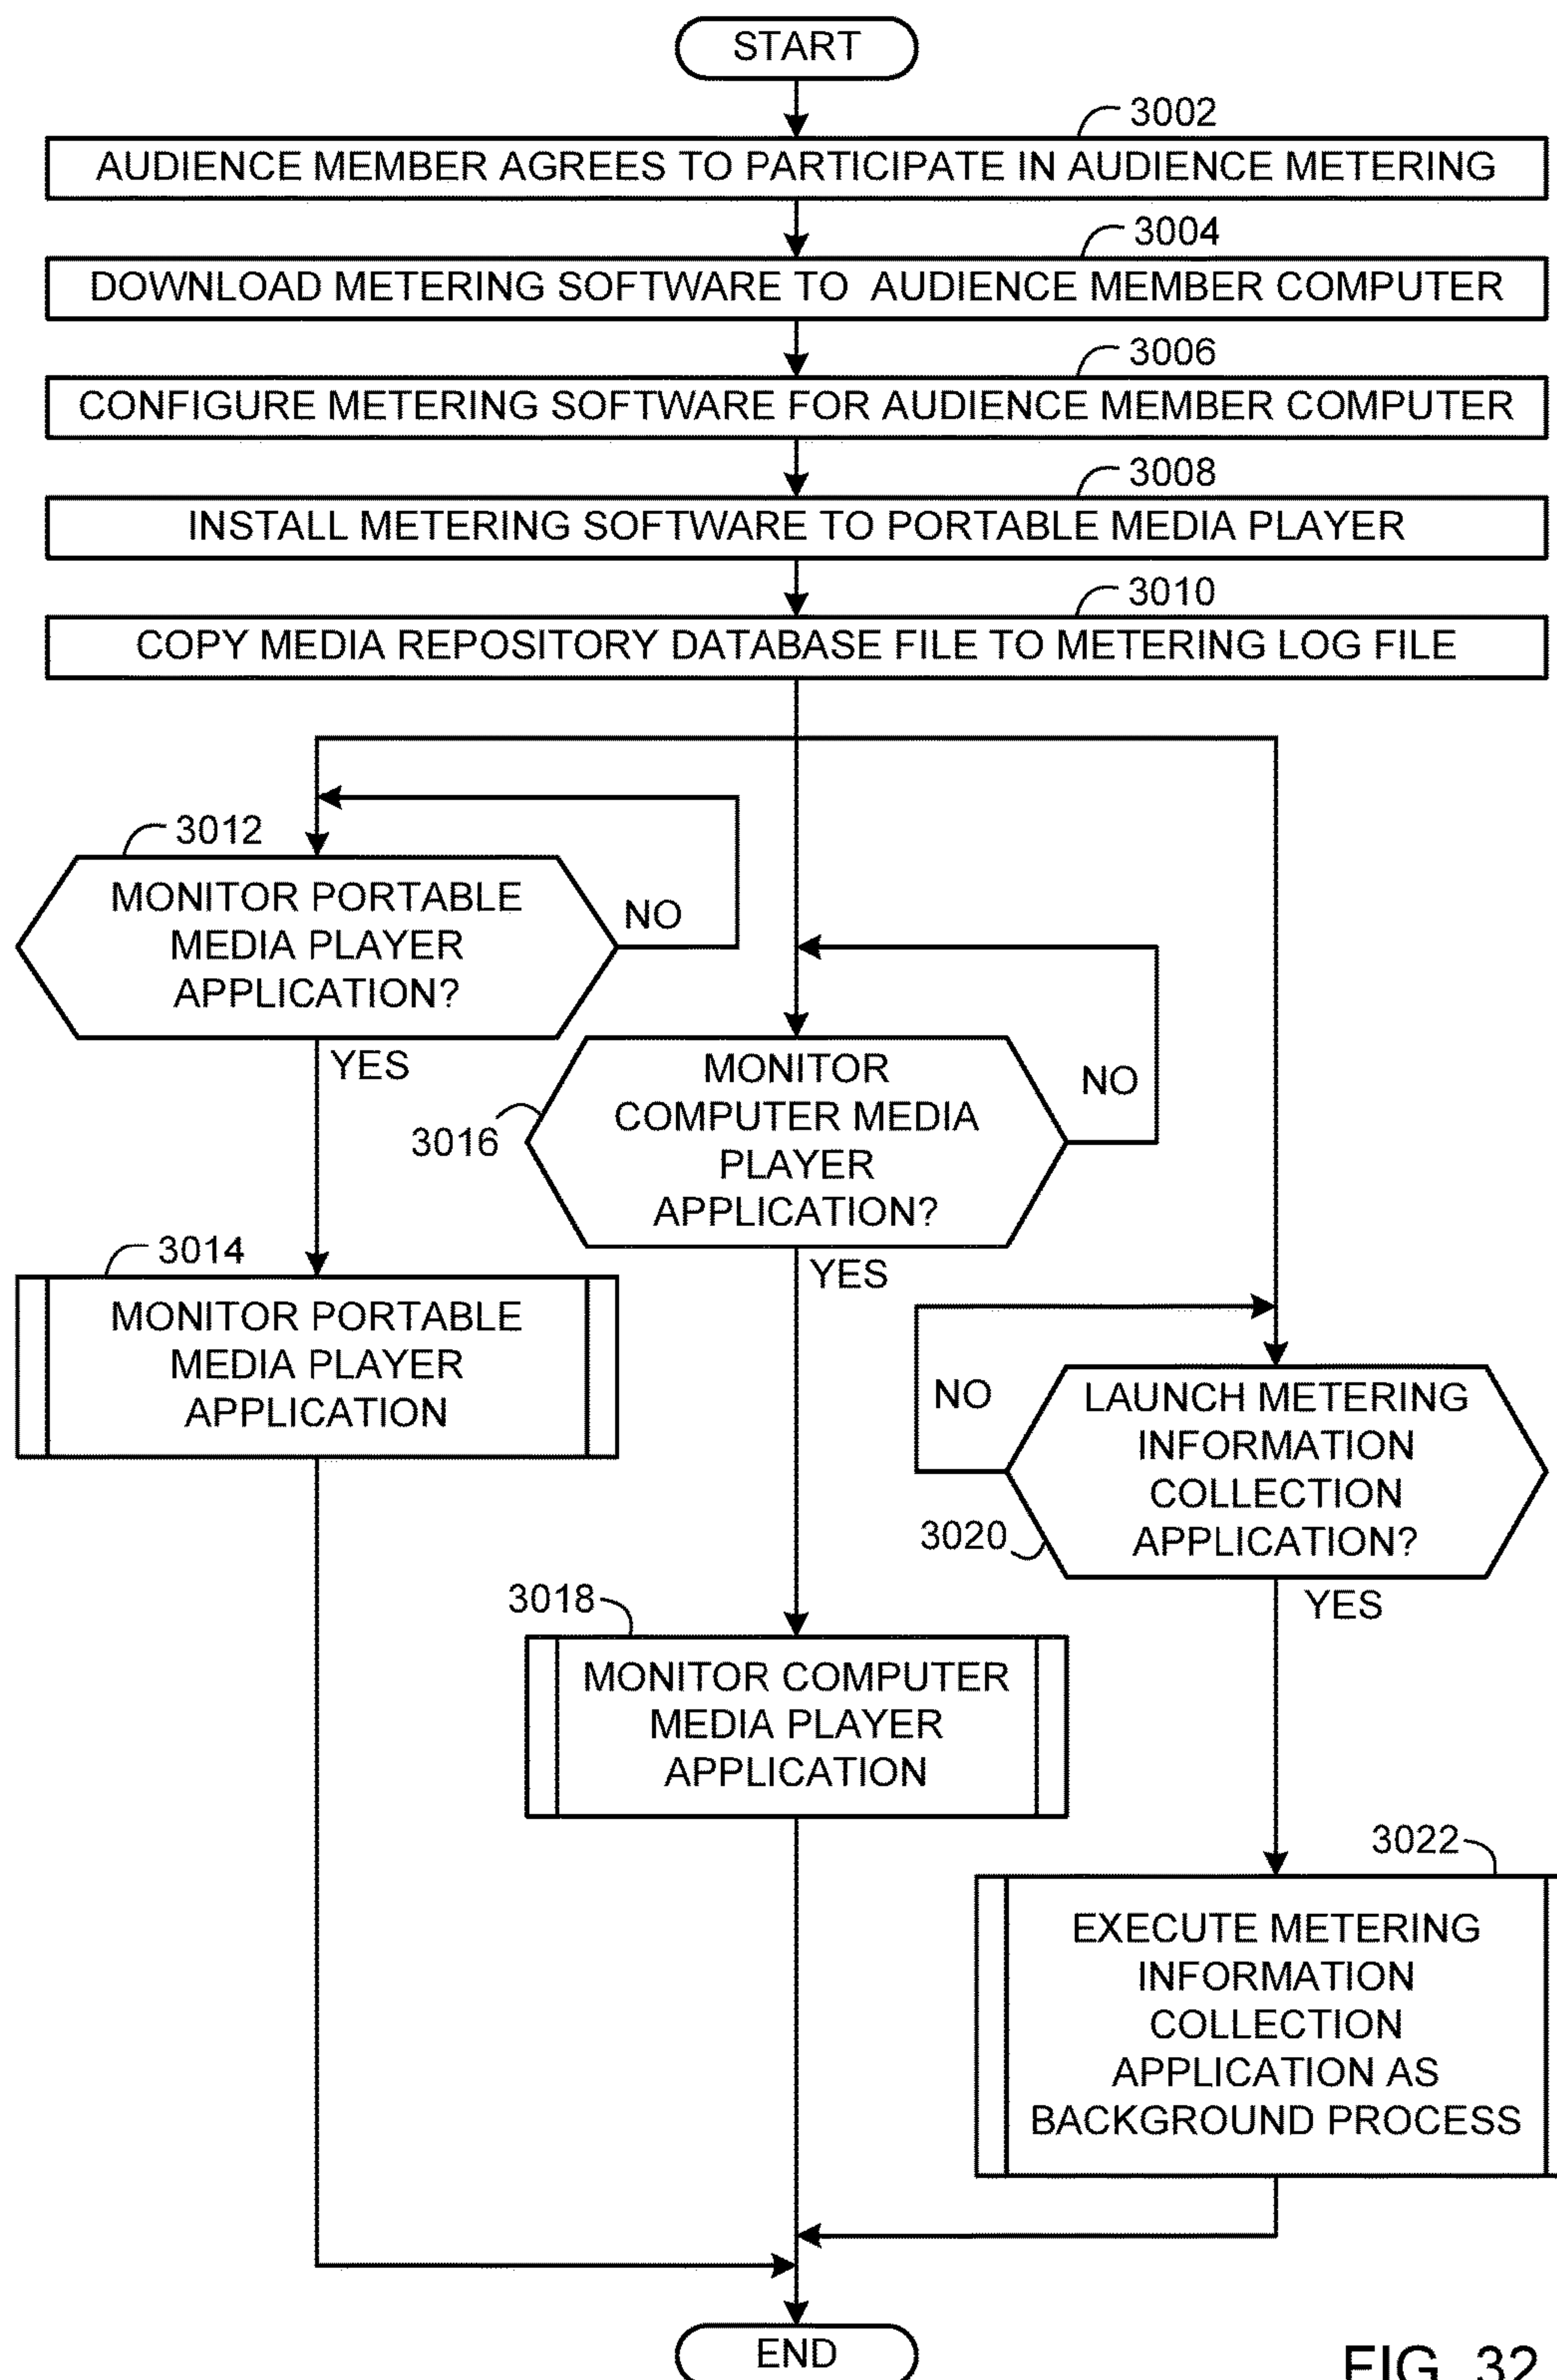 START
3002
AUDIENCE MEMBER AGREES TO PARTICIPATE IN AUDIENCE METERING
3004
DOWNLOAD METERING SOFTWARE TO AUDIENCE MEMBER COMPUTER
3006
CONFIGURE METERING SOFTWARE FOR AUDIENCE MEMBER COMPUTER
3008
INSTALL METERING SOFTWARE TO PORTABLE MEDIA PLAYER
3010
COPY MEDIA REPOSITORY DATABASE FILE TO METERING LOG FILE
3012
MONITOR PORTABLE
MEDIA PLAYER
APPLICATION?
NO
YES
3016
MONITOR
COMPUTER MEDIA
PLAYER
APPLICATION?
NO
YES
3014
MONITOR PORTABLE
MEDIA PLAYER
APPLICATION
NO
LAUNCH METERING
INFORMATION
COLLECTION
APPLICATION?
3020
YES
3018
MONITOR COMPUTER
MEDIA PLAYER
APPLICATION
3022
EXECUTE METERING
INFORMATION
COLLECTION
APPLICATION AS
BACKGROUND PROCESS
END
FIG. 32